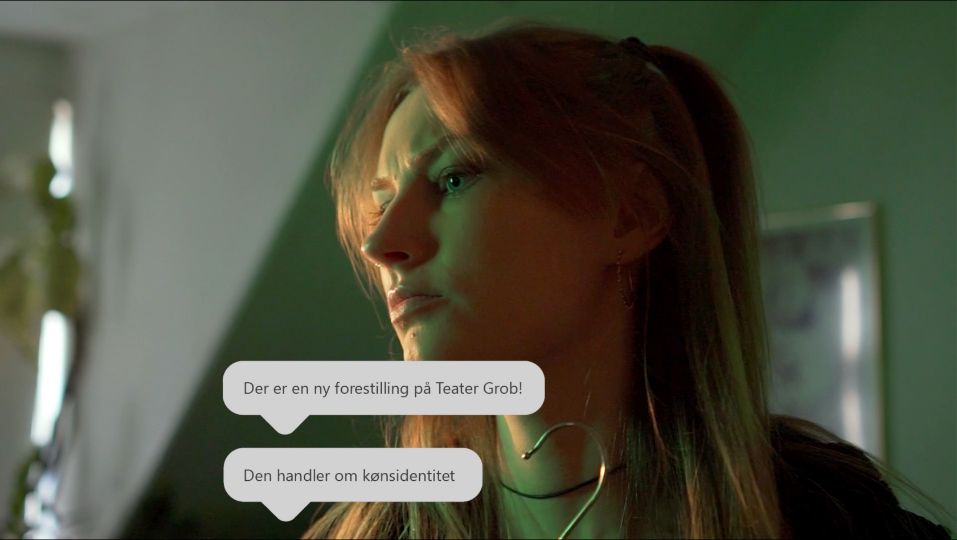 Der er en ny forestilling på Teater Grob!
Den handler om kønsidentitet